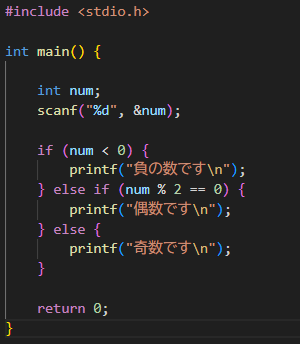 #include <stdio.h>
int main() {
int num;
scanf("%d", &num);
if (num < 0) {
printf("負の数です\n");
} else if (num % 2 == 0) {
printf("偶数です\n");
} else {
printf("奇数です\n");
}
return 0;
}